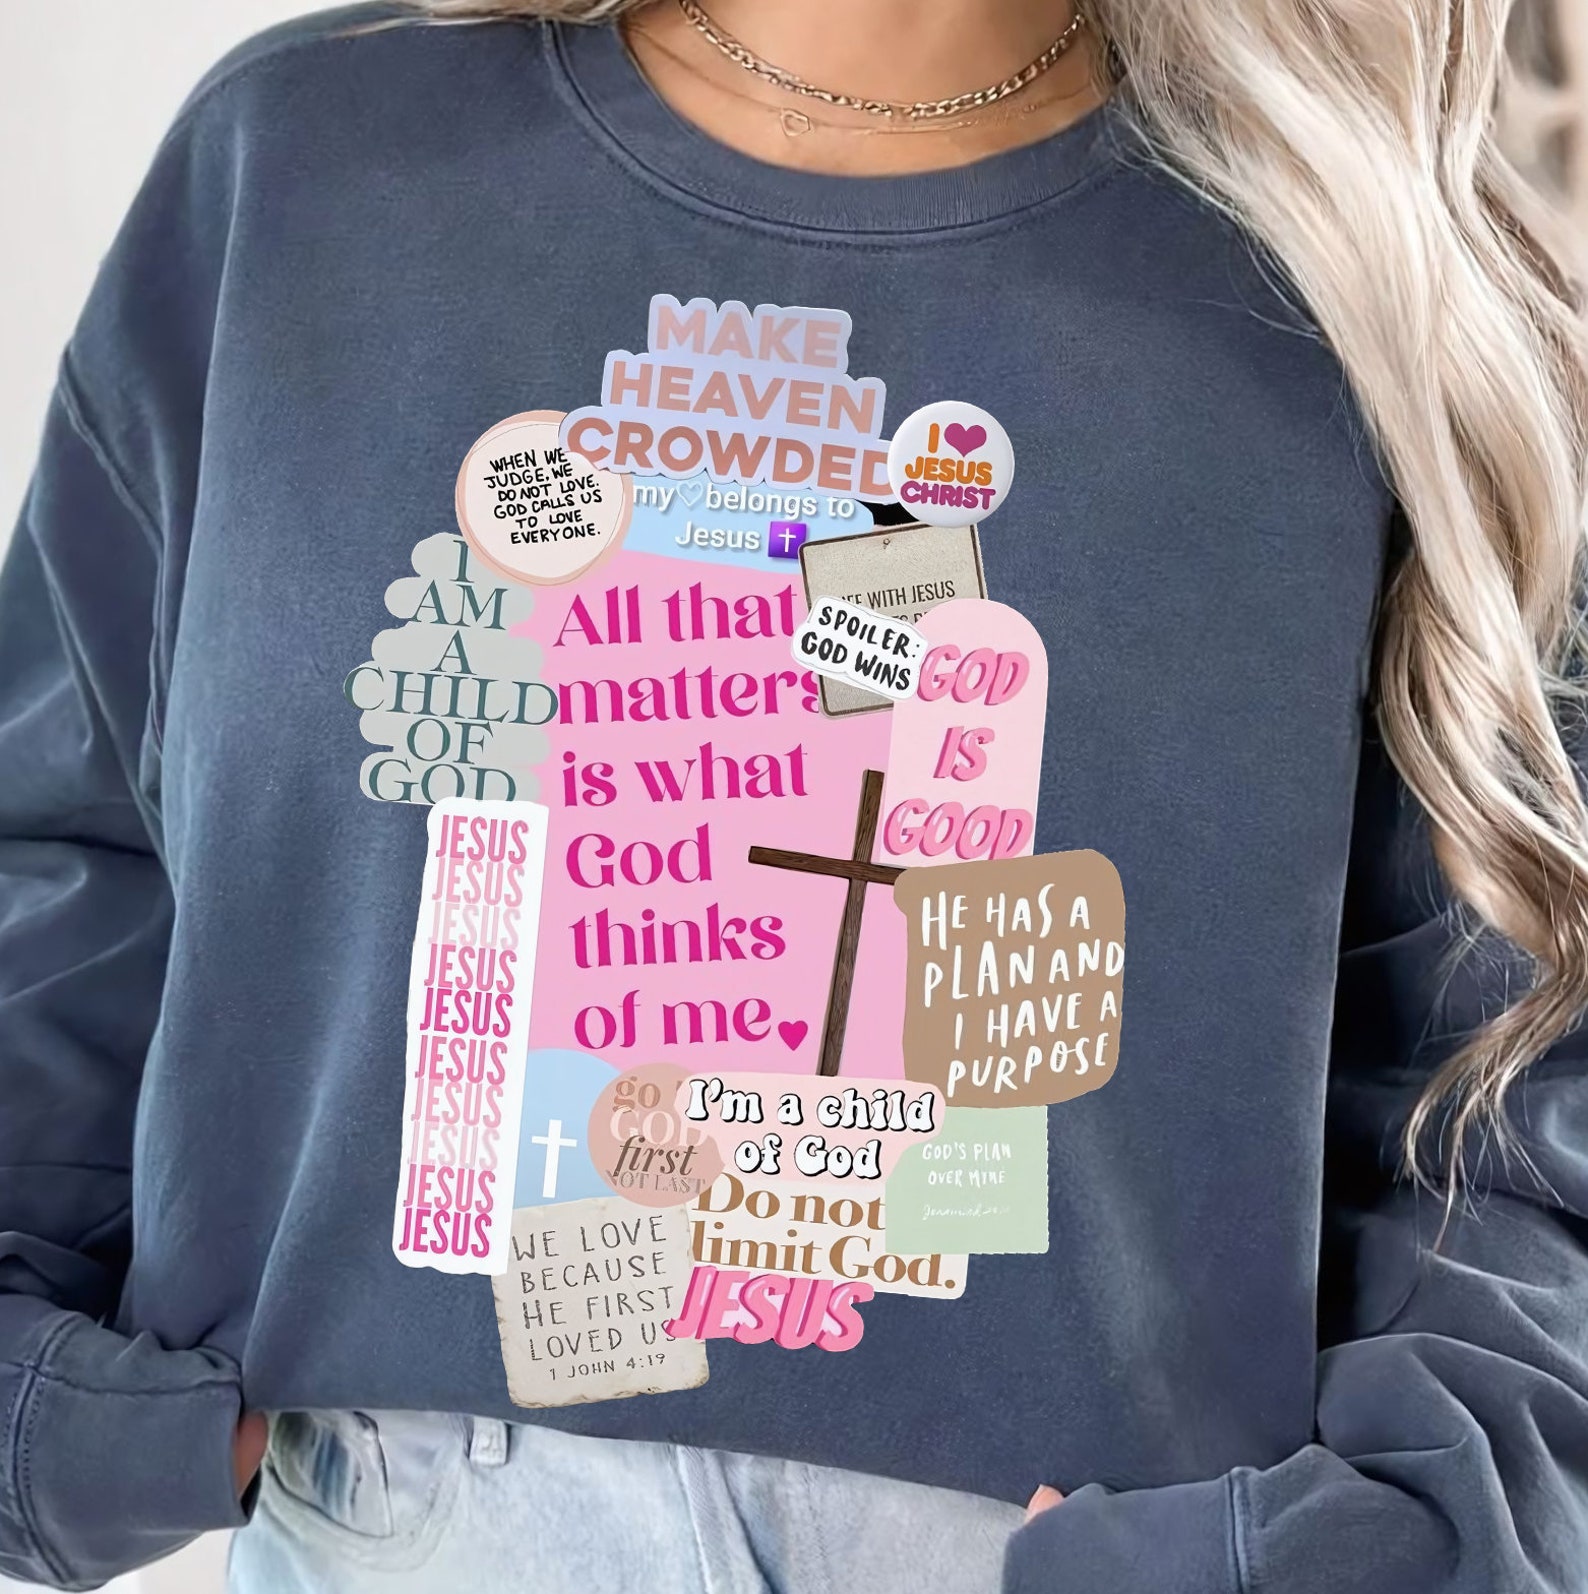 MAKE
HEAVEN
CROWDED
I ♥
JESUS
CHRIST
WHEN WE
JUDGE, WE
DO NOT LOVE.
GOD CALLS US
TO LOVE
EVERYONE.
my♡belongs to
Jesus ✝
I
AM
A
CHILD
OF
GOD
WITH JESUS
SPOILER:
GOD WINS
All that
matters
is what
God
thinks
of me.
GOD
IS
GOOD
JESUS
JESUS
JESUS
JESUS
JESUS
JESUS
JESUS
JESUS
JESUS
JESUS
HE HAS A
PLAN AND
I HAVE A
PURPOSE
go
GOD
first
NOT LAST
I'm a child
of God
GOD'S PLAN
OVER MINE
Do not
limit God.
WE LOVE
BECAUSE
HE FIRST
LOVED US
1 JOHN 4:19
JESUS